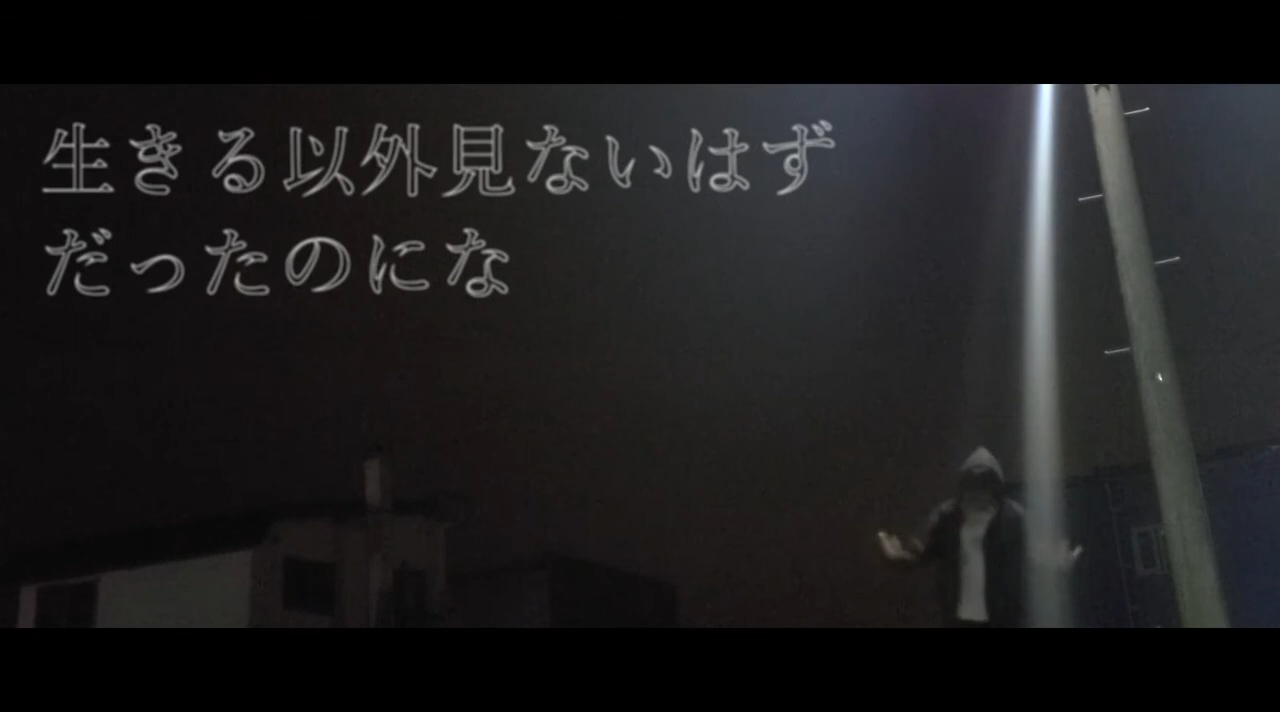 生きる以外見ないはず
だったのにな